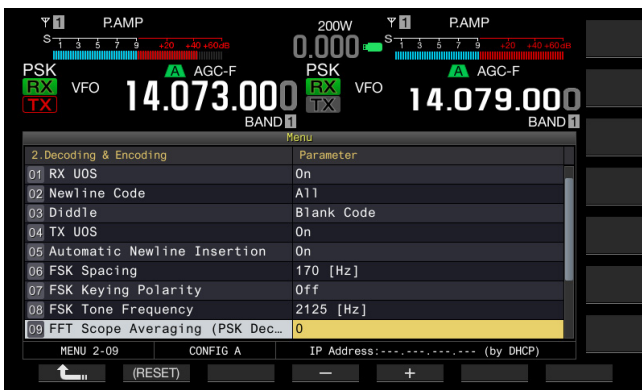 1 P.AMP 200W 1 P.AMP
S 1 3 5 7 9 +20 +40 +60dB 0.000 S 1 3 5 7 9 +20 +40 +60dB
PSK A AGC-F PSK A AGC-F
RX VFO 14.073.000 RX VFO 14.079.000
TX TX
BAND 1 BAND 1
Menu
2.Decoding & Encoding Parameter
01 RX UOS On
02 Newline Code All
03 Diddle Blank Code
04 TX UOS On
05 Automatic Newline Insertion On
06 FSK Spacing 170 [Hz]
07 FSK Keying Polarity Off
08 FSK Tone Frequency 2125 [Hz]
09 FFT Scope Averaging (PSK Dec... 0
MENU 2-09 CONFIG A IP Address:---.---.---.--- (by DHCP)
(RESET) − +